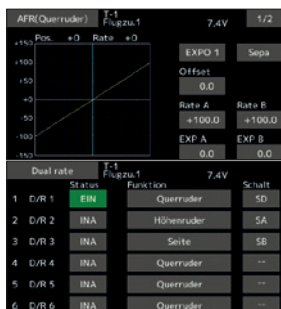 AFR(Querruder) T-1 Flugzu.1 7.4V 1/2
Pos. +0 Rate +0
+150
+100
+50
+0
-50
-100
-150
EXPO 1 Sepa
Offset
0.0
Rate A Rate B
+100.0 +100.0
EXP A EXP B
0.0 0.0
Dual rate T-1 Flugzu.1 7.4V
Status Funktion Schalt
1 D/R 1 EIN Querruder SD
2 D/R 2 INA Höhenruder SA
3 D/R 3 INA Seite SB
4 D/R 4 INA Querruder --
5 D/R 5 INA Querruder --
6 D/R 6 INA Querruder --